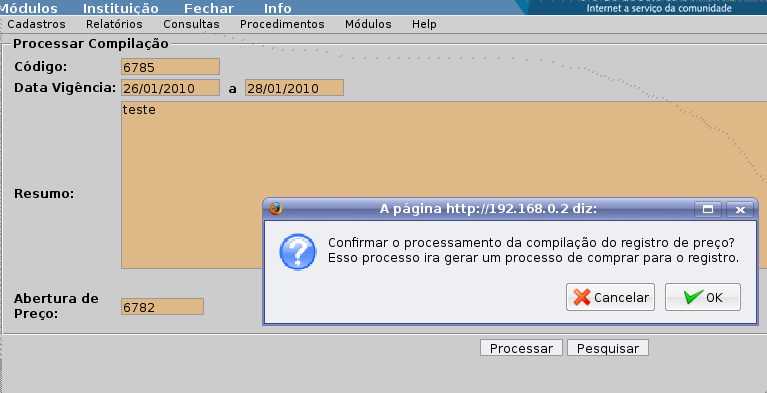 Módulos Instituição Fechar Info
Internet a serviço da comunidade
Cadastros Relatórios Consultas Procedimentos Módulos Help
Processar Compilação
Código: 6785
Data Vigência: 26/01/2010 a 28/01/2010
teste
Resumo:
A página http://192.168.0.2 diz:
Confirmar o processamento da compilação do registro de preço?
Esso processo ira gerar um processo de comprar para o registro.
Cancelar OK
Abertura de
Preço: 6782
Processar Pesquisar